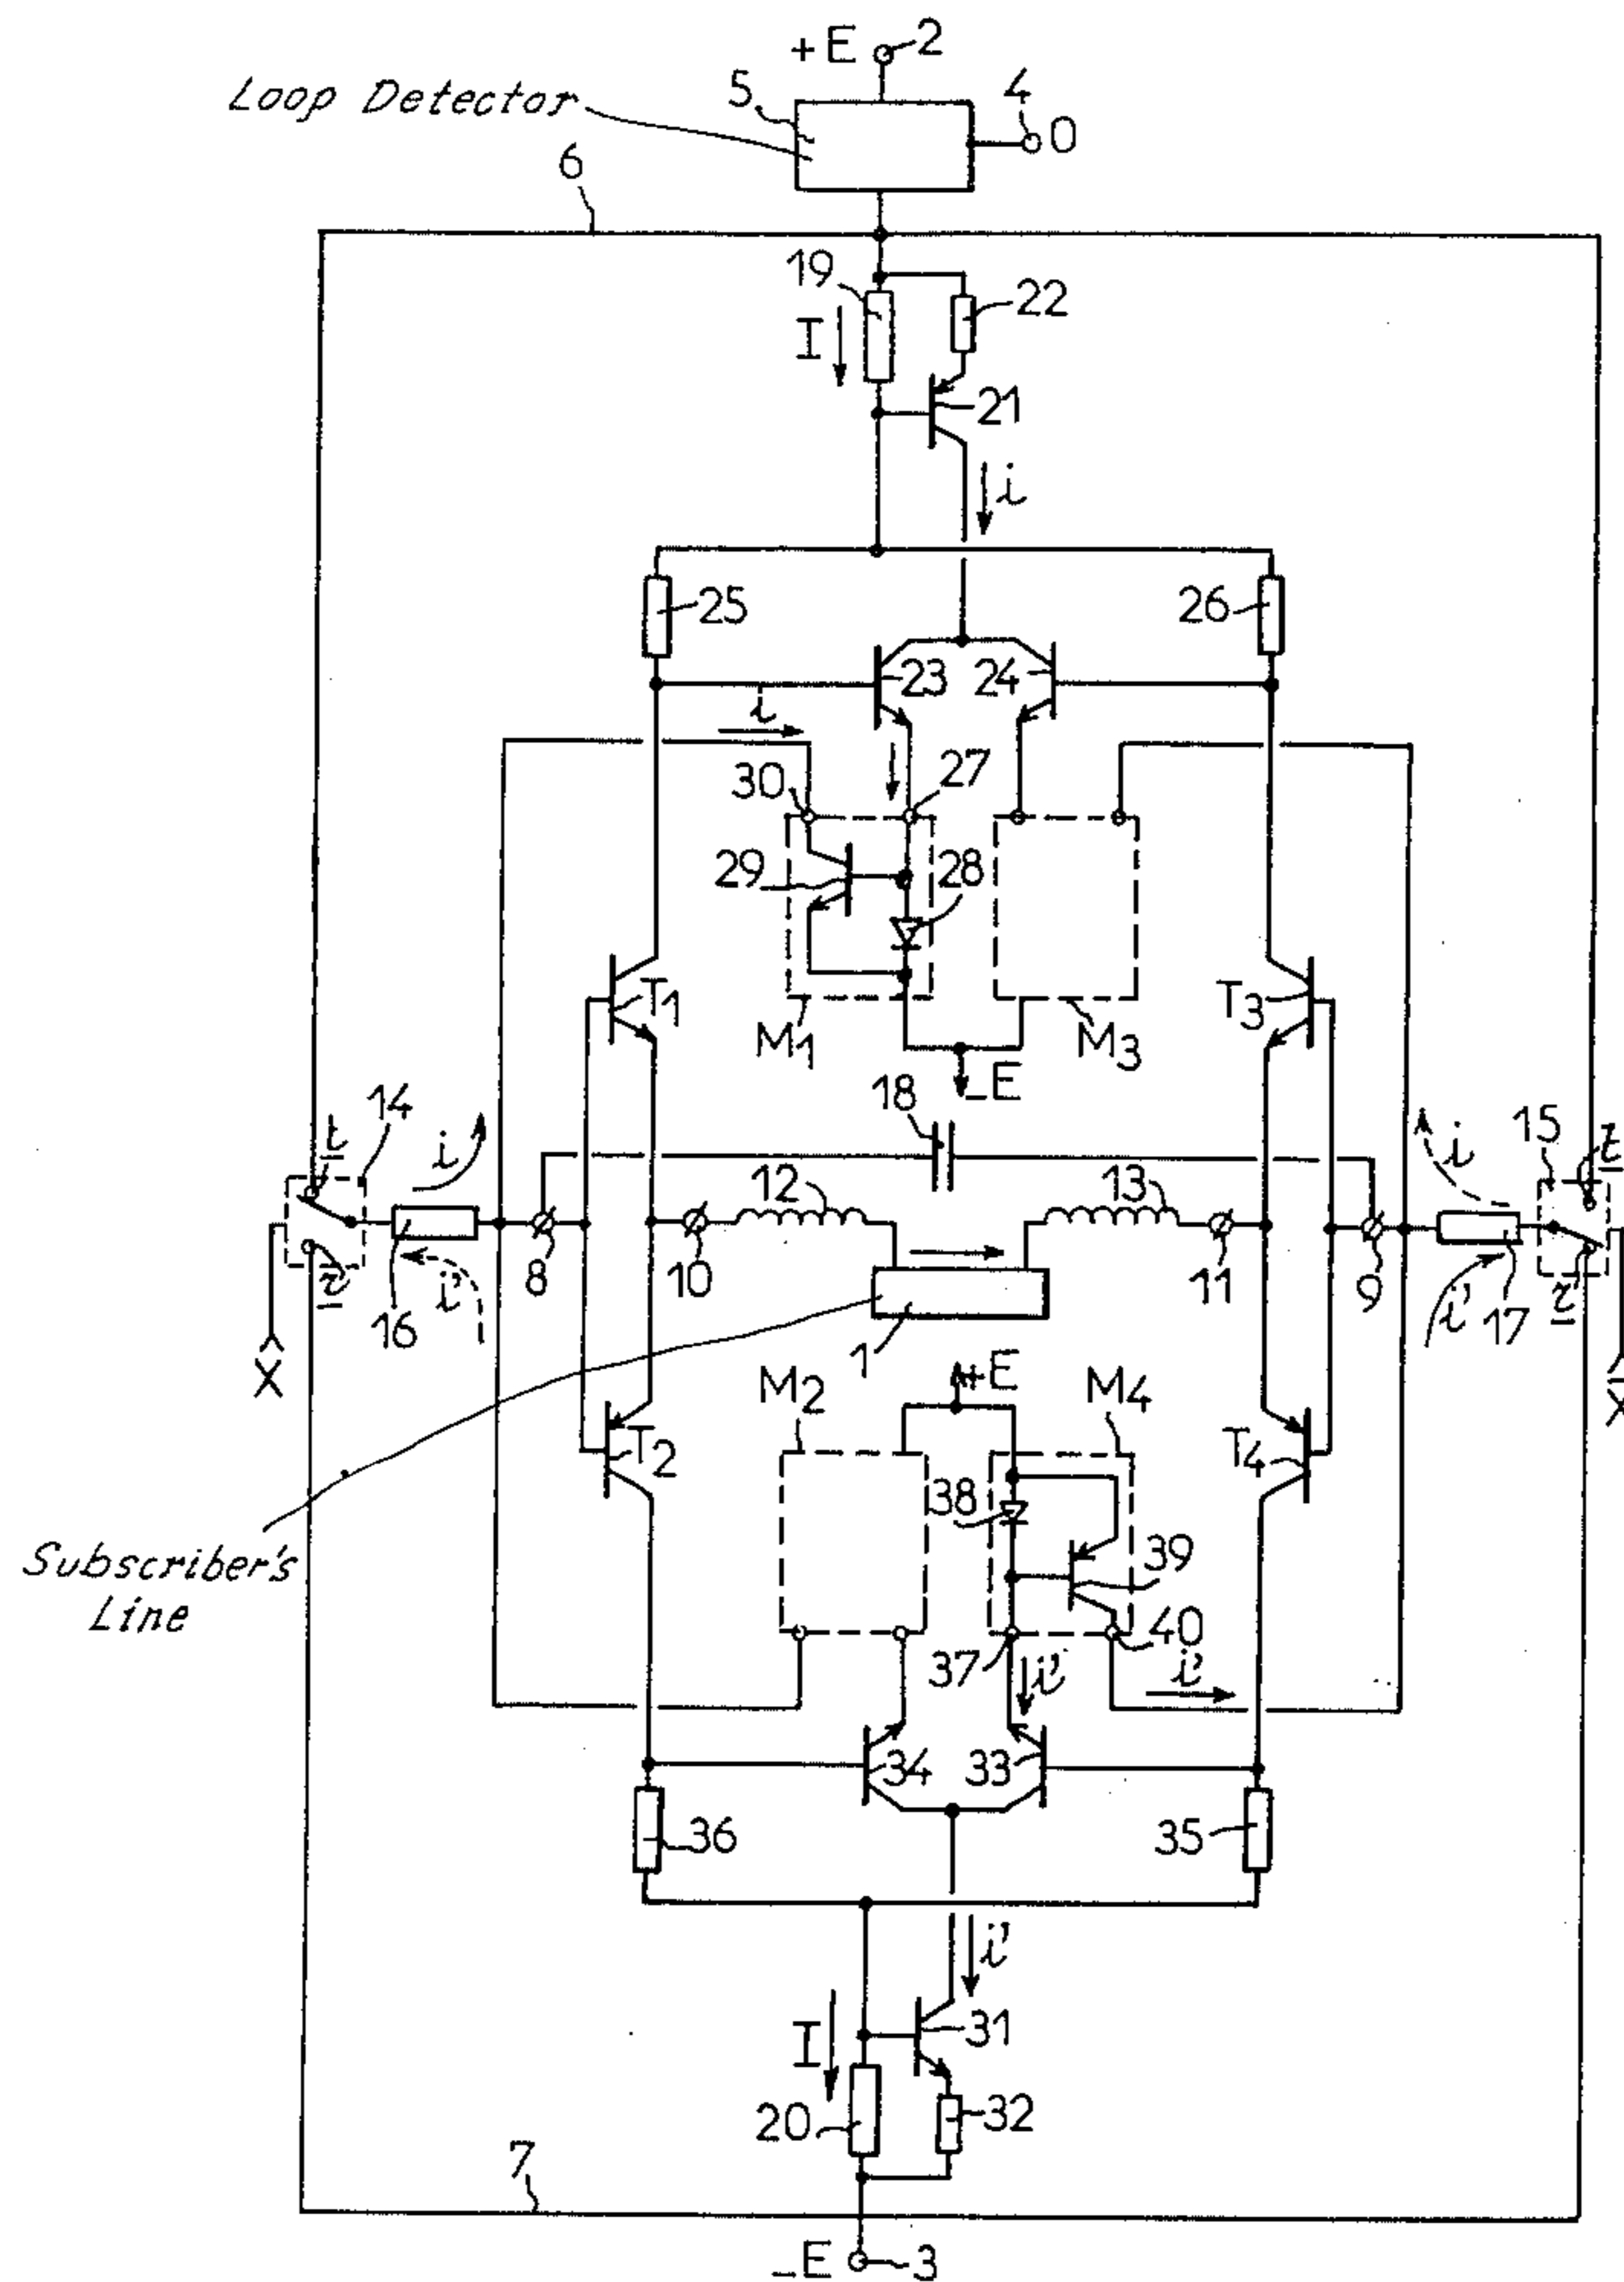 +E 2
Loop Detector 5 4 O
6
19 22
I
21
i
25 26
23 24
i
30 27
29 28
T1 T3
M1 M3
-E
14 18 15
t i i t
12 13
8 10 11 9
r i' 16 1 i' 17 r
X X
M2 +E M4
T2 T4
38
39
Subscriber's
Line
37 40
i' i'
34 33
36 35
i'
I 31
20 32
7
-E 3